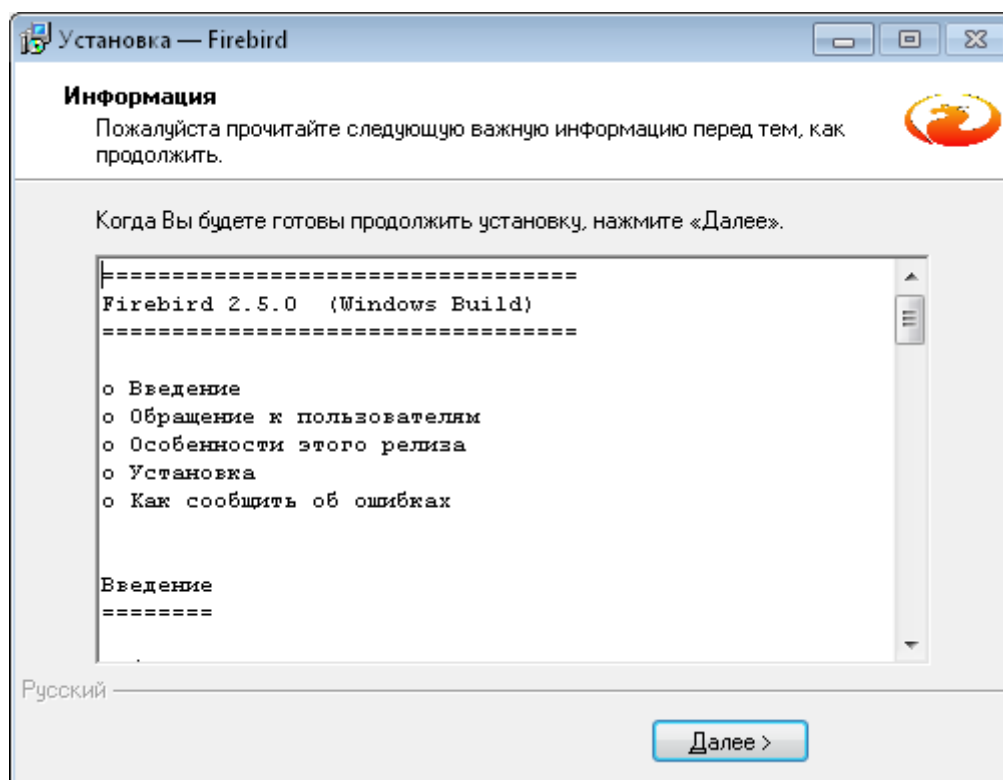 Установка — Firebird
Информация
Пожалуйста прочитайте следующую важную информацию перед тем, как
продолжить.
Когда Вы будете готовы продолжить установку, нажмите «Далее».
==================================
Firebird 2.5.0 (Windows Build)
==================================
o Введение
o Обращение к пользователям
o Особенности этого релиза
o Установка
o Как сообщить об ошибках
Введение
========
Русский
Далее >